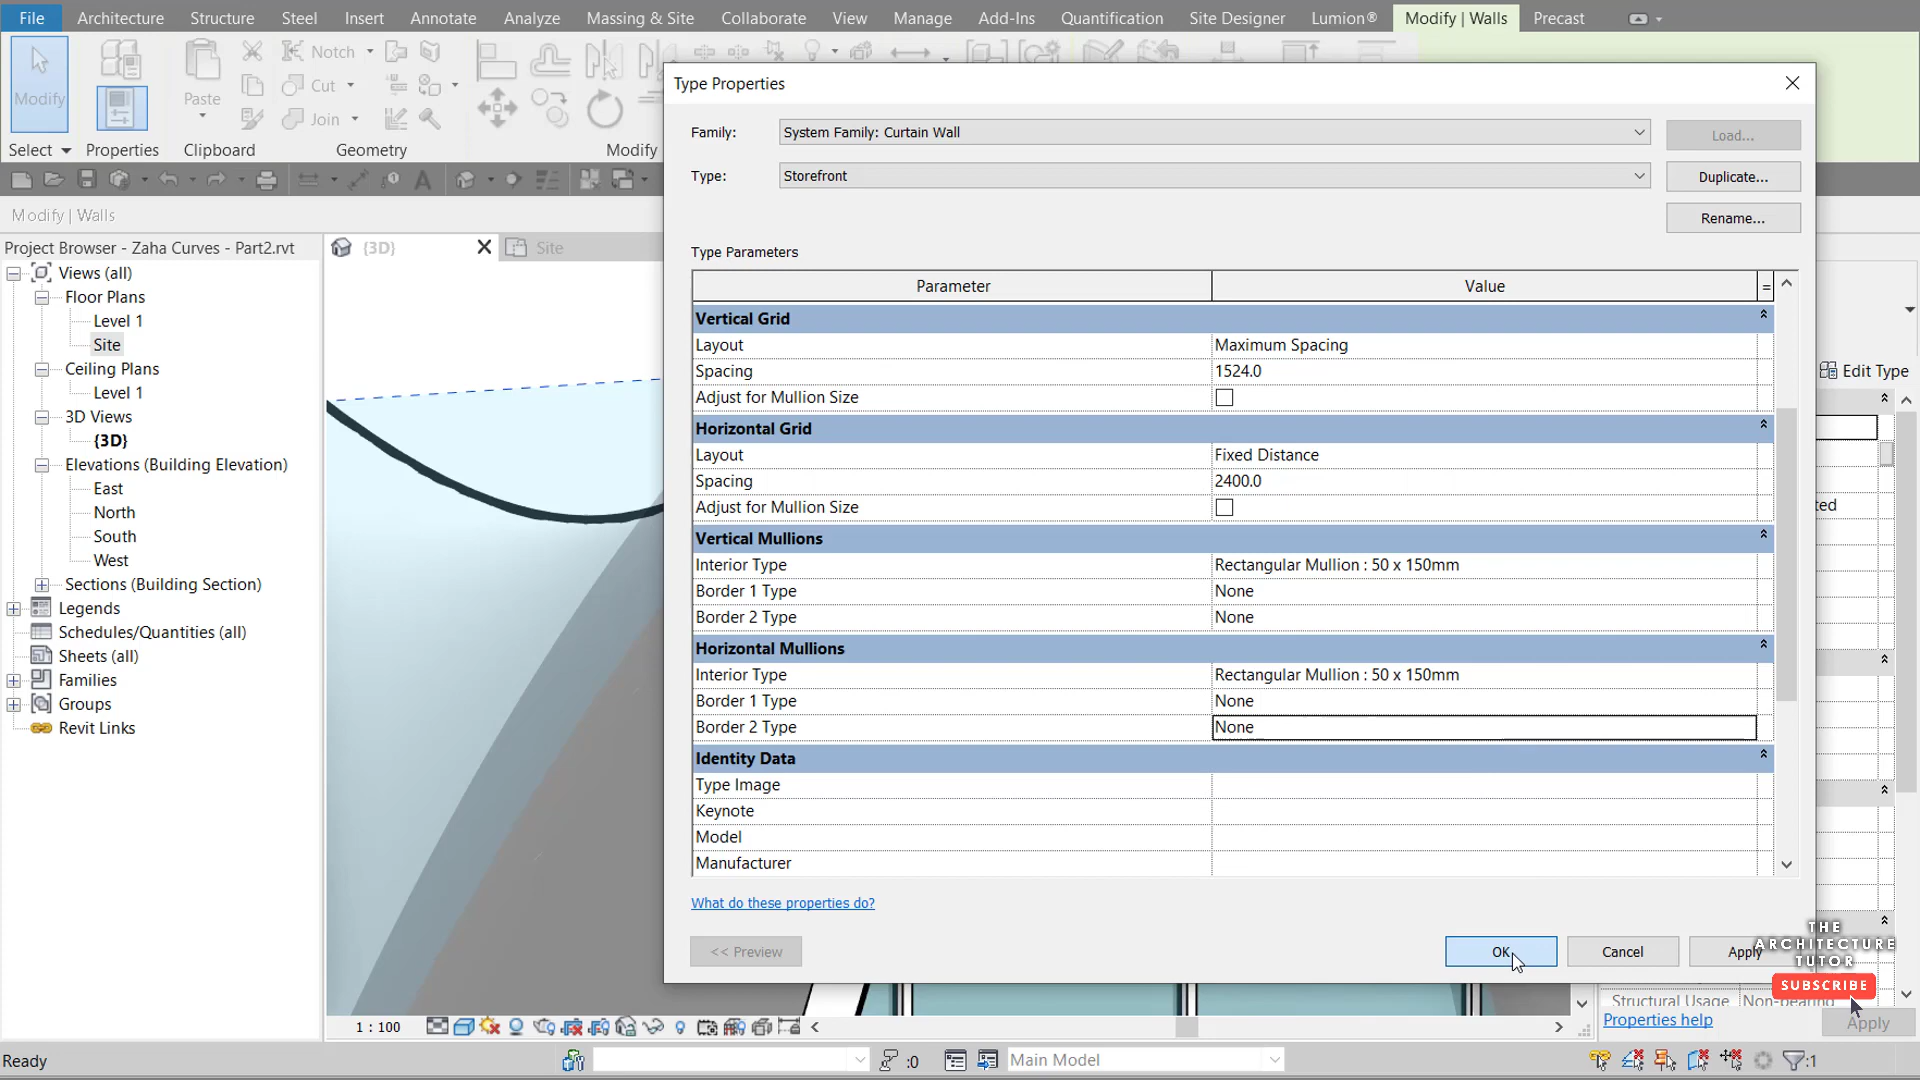 File Architecture Structure Steel Insert Annotate Analyze Massing & Site Collaborate View Manage Add-Ins Quantification Site Designer Lumion® Modify | Walls Precast
Modify
Notch
Cut
Paste
Join
Select Properties Clipboard Geometry Modify
Modify | Walls
Project Browser - Zaha Curves - Part2.rvt
{3D}
Site
Views (all)
Floor Plans
Level 1
Site
Ceiling Plans
Level 1
3D Views
{3D}
Elevations (Building Elevation)
East
North
South
West
Sections (Building Section)
Legends
Schedules/Quantities (all)
Sheets (all)
Families
Groups
Revit Links
Type Properties
Family: System Family: Curtain Wall Load...
Type: Storefront Duplicate...
Rename...
Type Parameters
Parameter Value =
Vertical Grid
Layout Maximum Spacing
Spacing 1524.0
Adjust for Mullion Size
Horizontal Grid
Layout Fixed Distance
Spacing 2400.0
Adjust for Mullion Size
Vertical Mullions
Interior Type Rectangular Mullion : 50 x 150mm
Border 1 Type None
Border 2 Type None
Horizontal Mullions
Interior Type Rectangular Mullion : 50 x 150mm
Border 1 Type None
Border 2 Type None
Identity Data
Type Image
Keynote
Model
Manufacturer
What do these properties do?
<< Preview OK Cancel Apply
Edit Type
ted
THE
ARCHITECTURE
TUTOR
SUBSCRIBE
Structural Usage Non-bearing
Properties help
Apply
1 : 100
Ready
:0
Main Model
:1